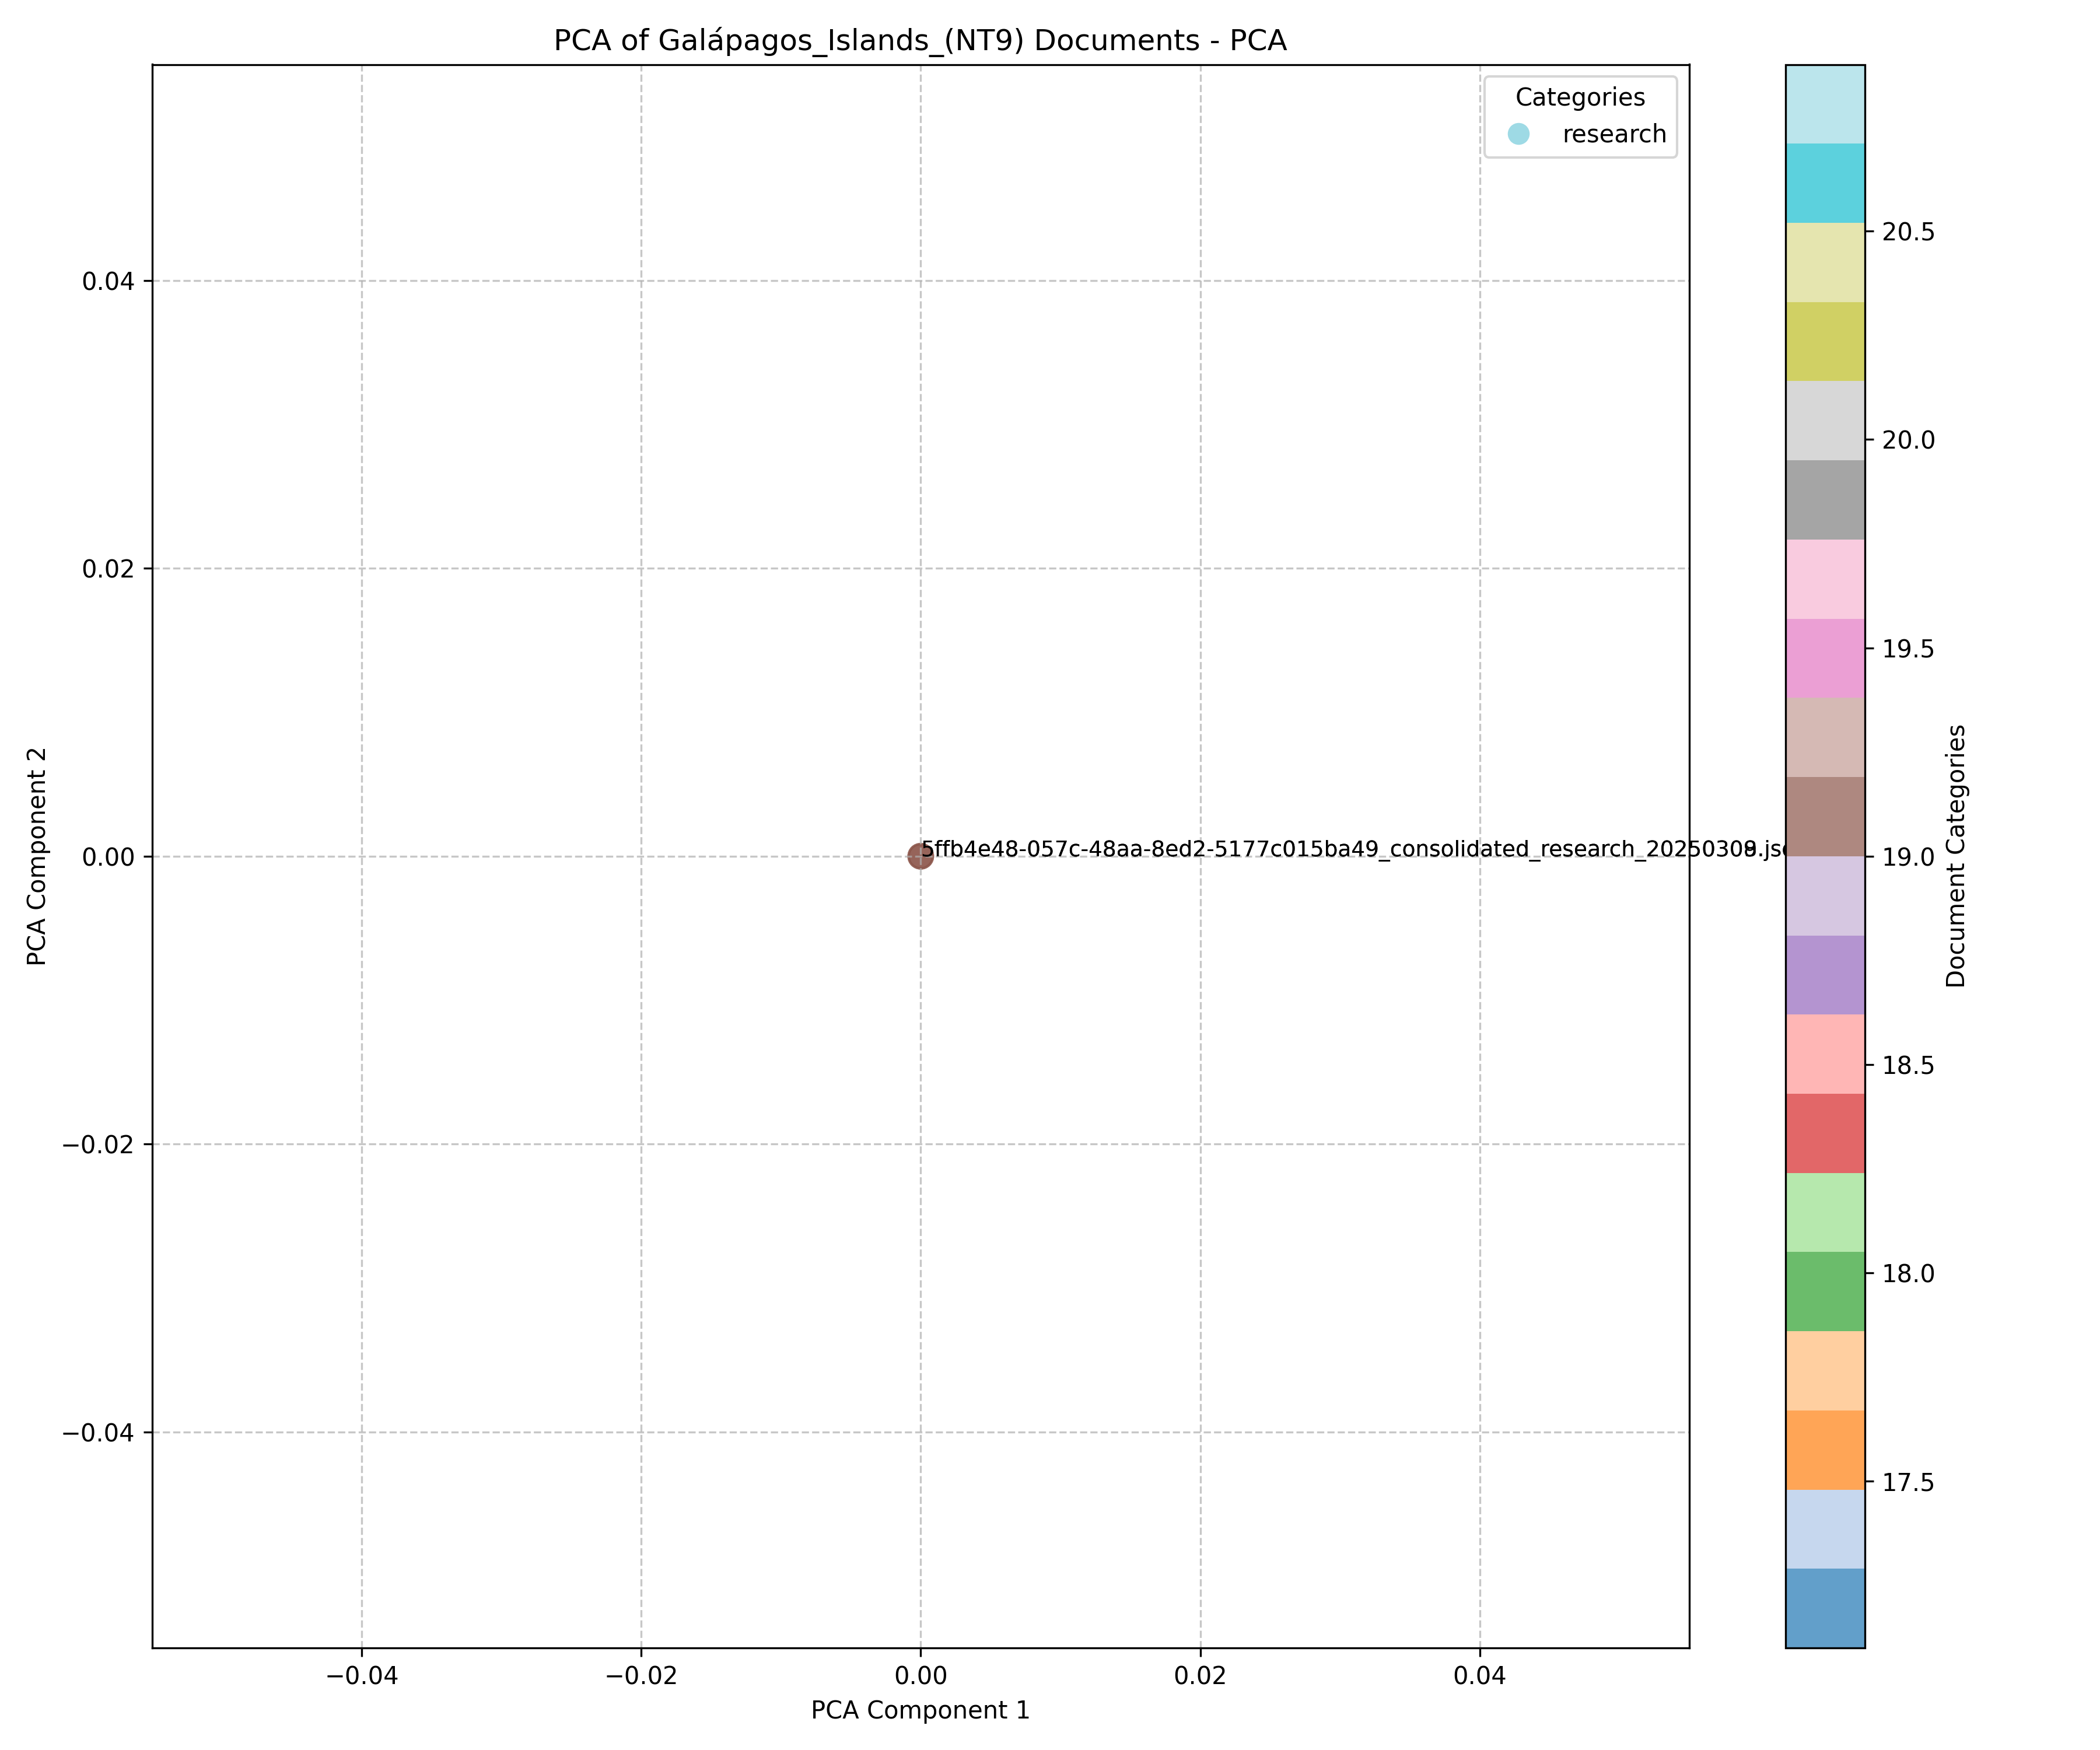 PCA of Galápagos_Islands_(NT9) Documents - PCA
Categories
research
PCA Component 2
0.04
0.02
0.00
−0.02
−0.04
5ffb4e48-057c-48aa-8ed2-5177c015ba49_consolidated_research_20250309.js
−0.04
−0.02
0.00
0.02
0.04
PCA Component 1
20.5
20.0
19.5
19.0
18.5
18.0
17.5
Document Categories